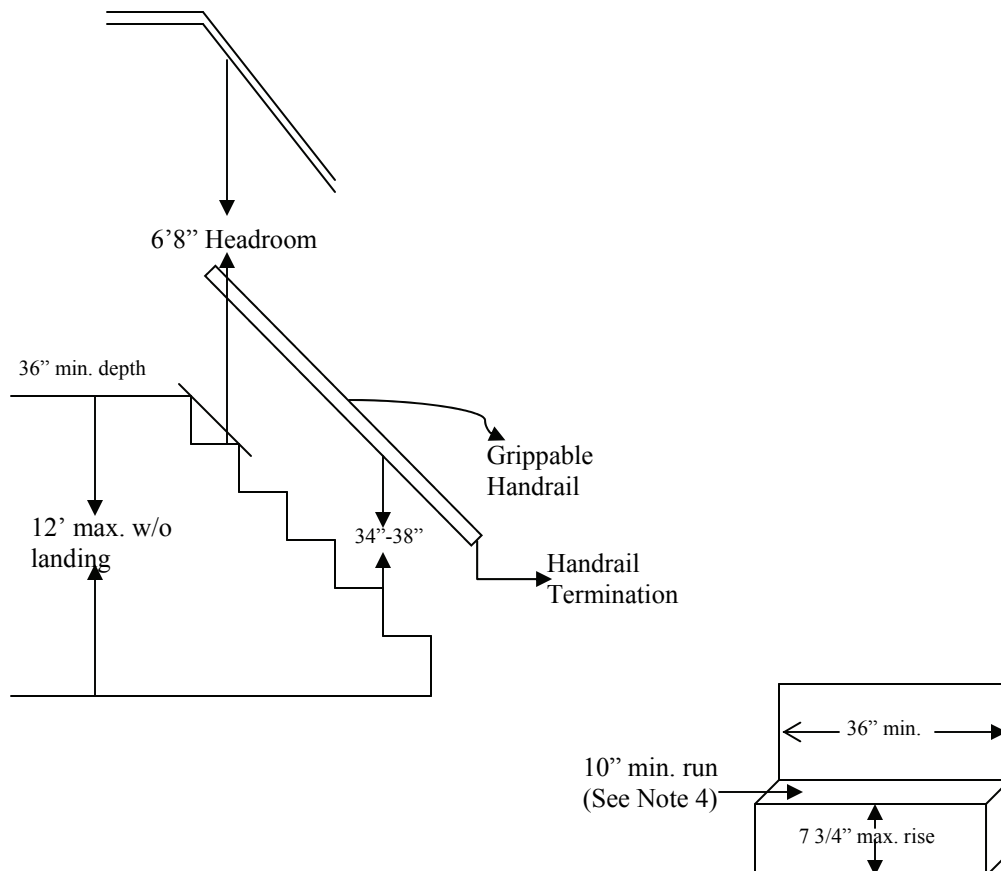 6’8” Headroom
36” min. depth
Grippable
Handrail
12’ max. w/o
landing
34”-38”
Handrail
Termination
36” min.
10” min. run
(See Note 4)
7 3/4” max. rise